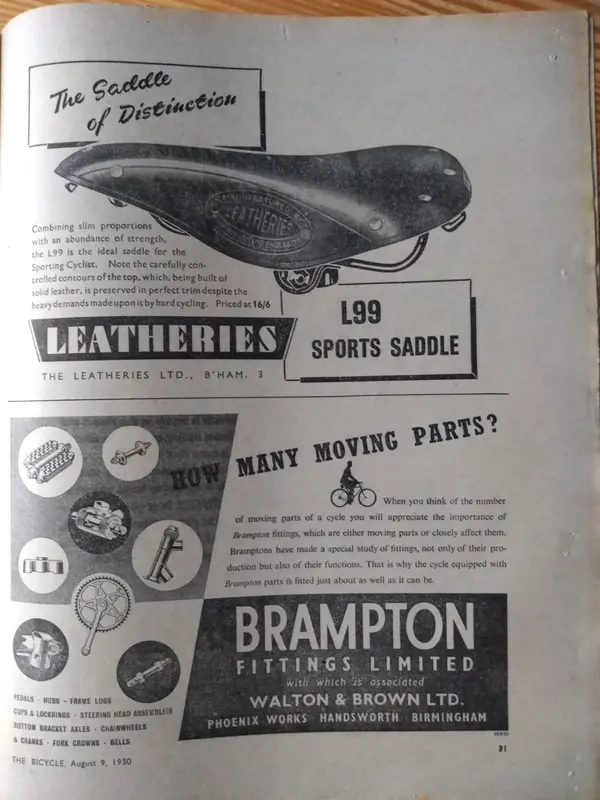 The Saddle
of Distinction
MANUFACTURED BY
LEATHERIES
Combining slim proportions
with an abundance of strength,
the L99 is the ideal saddle for the
Sporting Cyclist. Note the carefully con-
trolled contours of the top, which, being built of
solid leather, is preserved in perfect trim despite the
heavy demands made upon it by hard cycling. Priced at 16/6
LEATHERIES
THE LEATHERIES LTD., B'HAM. 3
L99
SPORTS SADDLE
HOW MANY MOVING PARTS?
When you think of the number
of moving parts of a cycle you will appreciate the importance of
Brampton fittings, which are either moving parts or closely affect them.
Bramptons have made a special study of fittings, not only of their pro-
duction but also of their functions. That is why the cycle equipped with
Brampton parts is fitted just about as well as it can be.
BRAMPTON
FITTINGS LIMITED
with which is associated
WALTON & BROWN LTD.
PHOENIX WORKS HANDSWORTH BIRMINGHAM
PEDALS · HUBS · FRAME LUGS
CUPS & LOCKRINGS · STEERING HEAD ASSEMBLIES
BOTTOM BRACKET AXLES · CHAINWHEELS
& CRANKS · FORK CROWNS · BELLS
THE BICYCLE, August 9, 1950